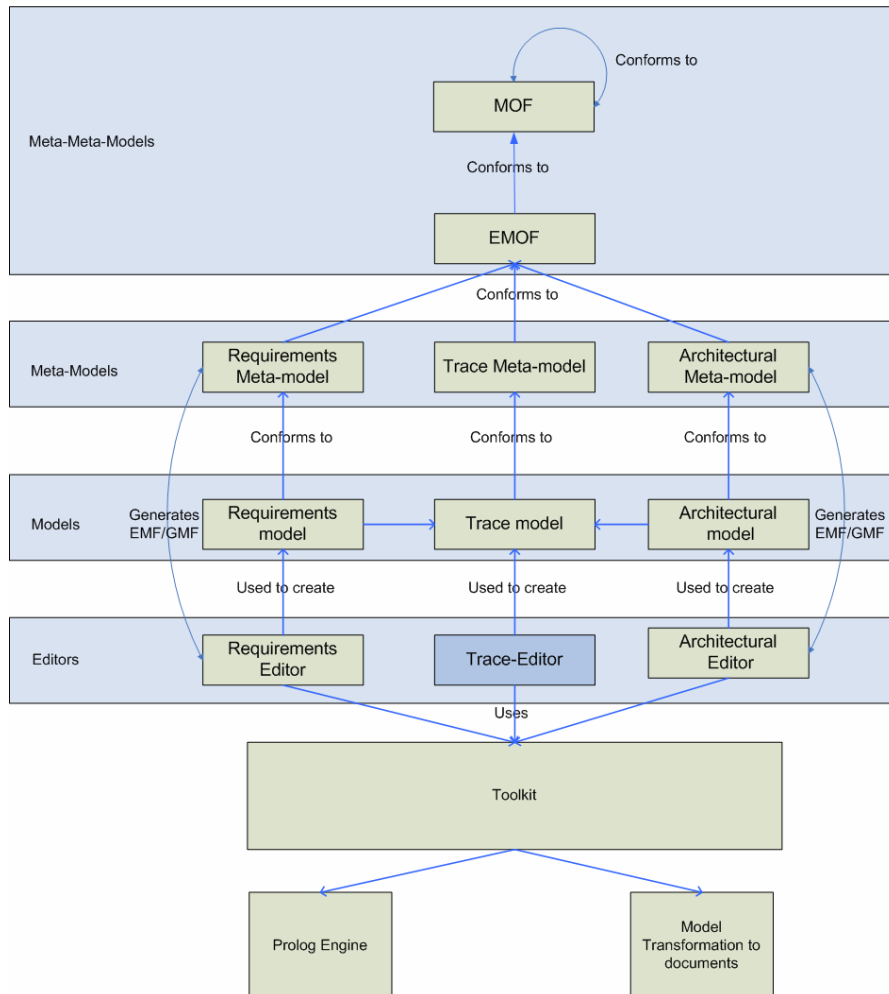 Conforms to
MOF
Meta-Meta-Models
Conforms to
EMOF
Conforms to
Meta-Models
Requirements
Meta-model
Trace Meta-model
Architectural
Meta-model
Conforms to
Conforms to
Conforms to
Models
Generates
EMF/GMF
Requirements
model
Trace model
Architectural
model
Generates
EMF/GMF
Used to create
Used to create
Used to create
Editors
Requirements
Editor
Trace-Editor
Architectural
Editor
Uses
Toolkit
Prolog Engine
Model
Transformation to
documents